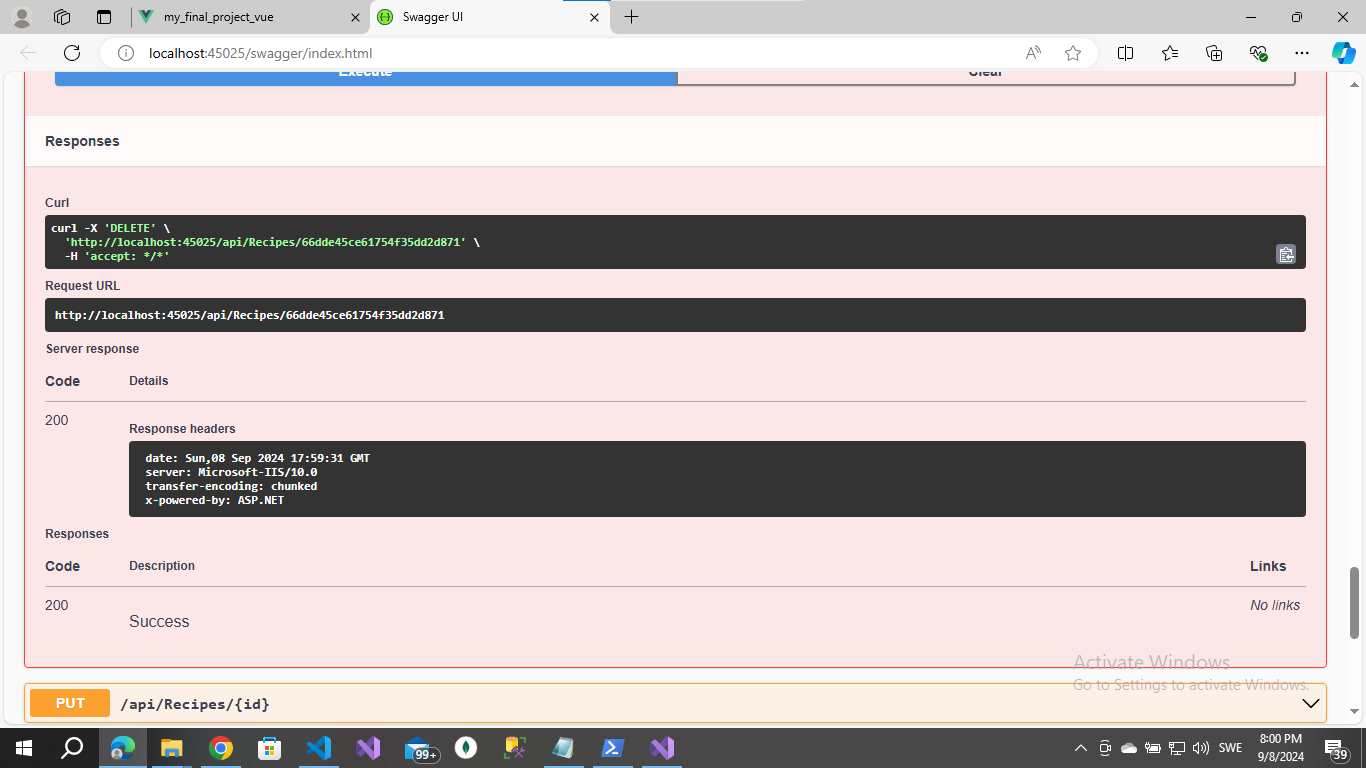 my_final_project_vue
Swagger UI
localhost:45025/swagger/index.html
Execute
Clear
Responses
Curl
curl -X 'DELETE' \
'http://localhost:45025/api/Recipes/66dde45ce61754f35dd2d871' \
-H 'accept: */*'
Request URL
http://localhost:45025/api/Recipes/66dde45ce61754f35dd2d871
Server response
Code Details
200
Response headers
date: Sun,08 Sep 2024 17:59:31 GMT
server: Microsoft-IIS/10.0
transfer-encoding: chunked
x-powered-by: ASP.NET
Responses
Code Description Links
200 No links
Success
Activate Windows
Go to Settings to activate Windows.
PUT /api/Recipes/{id}
99+
SWE
8:00 PM
9/8/2024
39